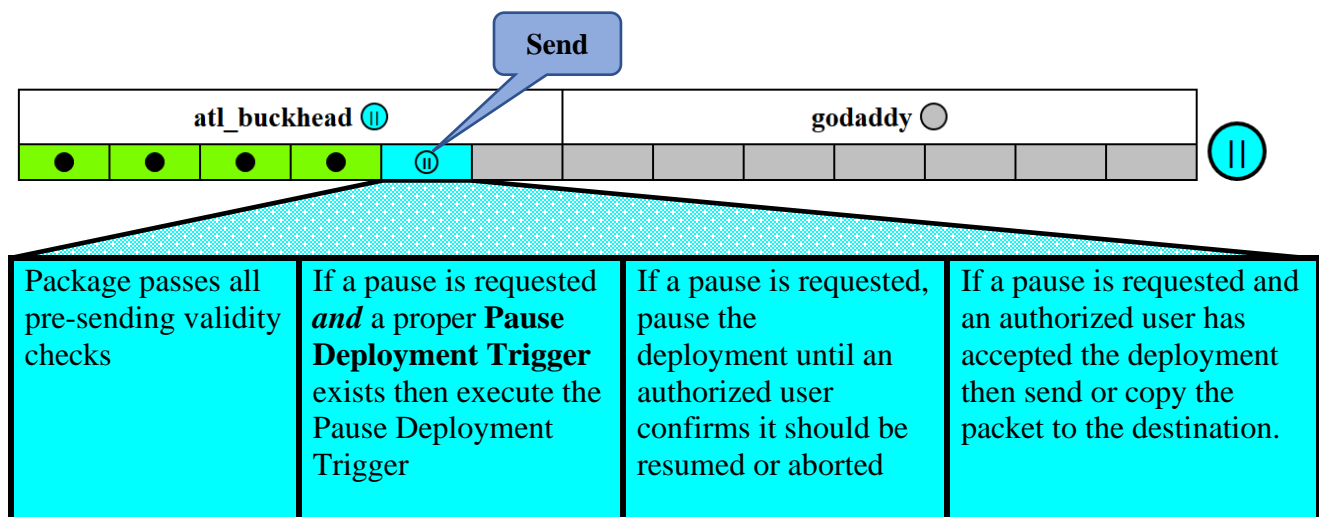 Send
atl_buckhead
godaddy
Package passes all
pre-sending validity
checks
If a pause is requested
and a proper Pause
Deployment Trigger
exists then execute the
Pause Deployment
Trigger
If a pause is requested,
pause the
deployment until an
authorized user
confirms it should be
resumed or aborted
If a pause is requested and
an authorized user has
accepted the deployment
then send or copy the
packet to the destination.